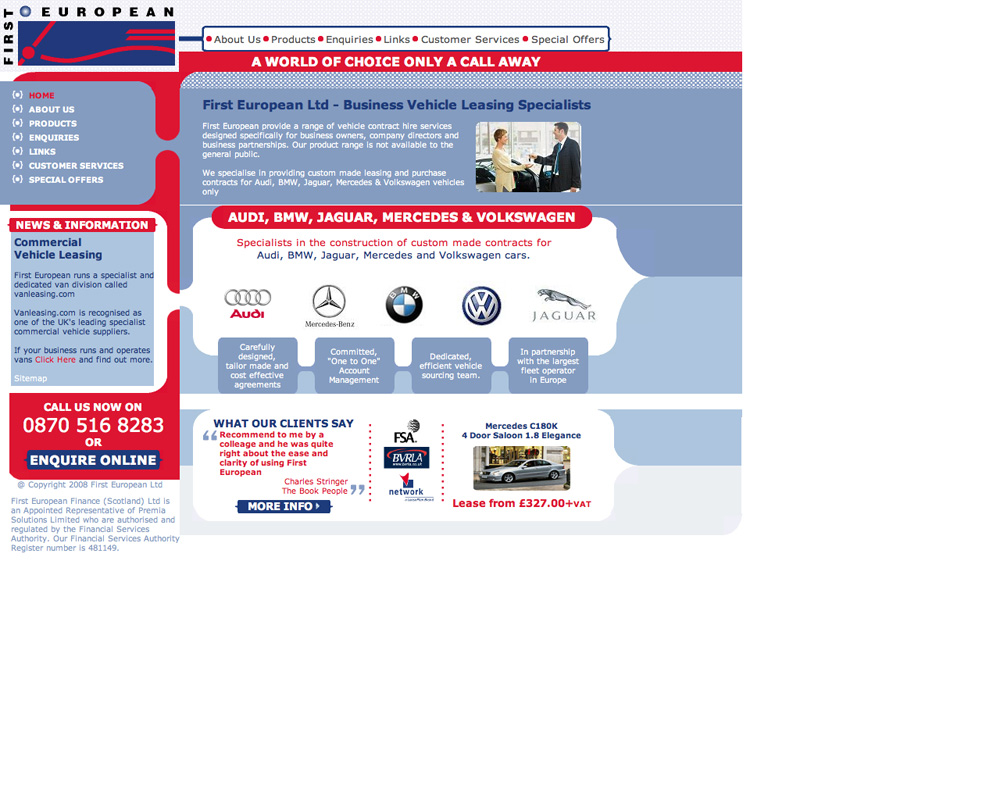 FIRST
EUROPEAN
About Us Products Enquiries Links Customer Services Special Offers
A WORLD OF CHOICE ONLY A CALL AWAY
HOME
ABOUT US
PRODUCTS
ENQUIRIES
LINKS
CUSTOMER SERVICES
SPECIAL OFFERS
First European Ltd - Business Vehicle Leasing Specialists
First European provide a range of vehicle contract hire services
designed specifically for business owners, company directors and
business partnerships. Our product range is not available to the
general public.
We specialise in providing custom made leasing and purchase
contracts for Audi, BMW, Jaguar, Mercedes & Volkswagen vehicles
only
NEWS & INFORMATION
Commercial
Vehicle Leasing
First European runs a specialist and
dedicated van division called
vanleasing.com
Vanleasing.com is recognised as
one of the UK's leading specialist
commercial vehicle suppliers.
If your business runs and operates
vans Click Here and find out more.
Sitemap
AUDI, BMW, JAGUAR, MERCEDES & VOLKSWAGEN
Specialists in the construction of custom made contracts for
Audi, BMW, Jaguar, Mercedes and Volkswagen cars.
Audi
Mercedes-Benz
BMW
JAGUAR
Carefully
designed,
tailor made and
cost effective
agreements
Committed,
"One to One"
Account
Management
Dedicated,
efficient vehicle
sourcing team.
In partnership
with the largest
fleet operator
in Europe
CALL US NOW ON
0870 516 8283
OR
ENQUIRE ONLINE
WHAT OUR CLIENTS SAY
“ Recommend to me by a
colleage and he was quite
right about the ease and
clarity of using First
European
Charles Stringer
The Book People ”
MORE INFO
FSA
BVRLA
www.bvrla.co.uk
network
Mercedes C180K
4 Door Saloon 1.8 Elegance
Lease from £327.00+VAT
@ Copyright 2008 First European Ltd
First European Finance (Scotland) Ltd is
an Appointed Representative of Premia
Solutions Limited who are authorised and
regulated by the Financial Services
Authority. Our Financial Services Authority
Register number is 481149.